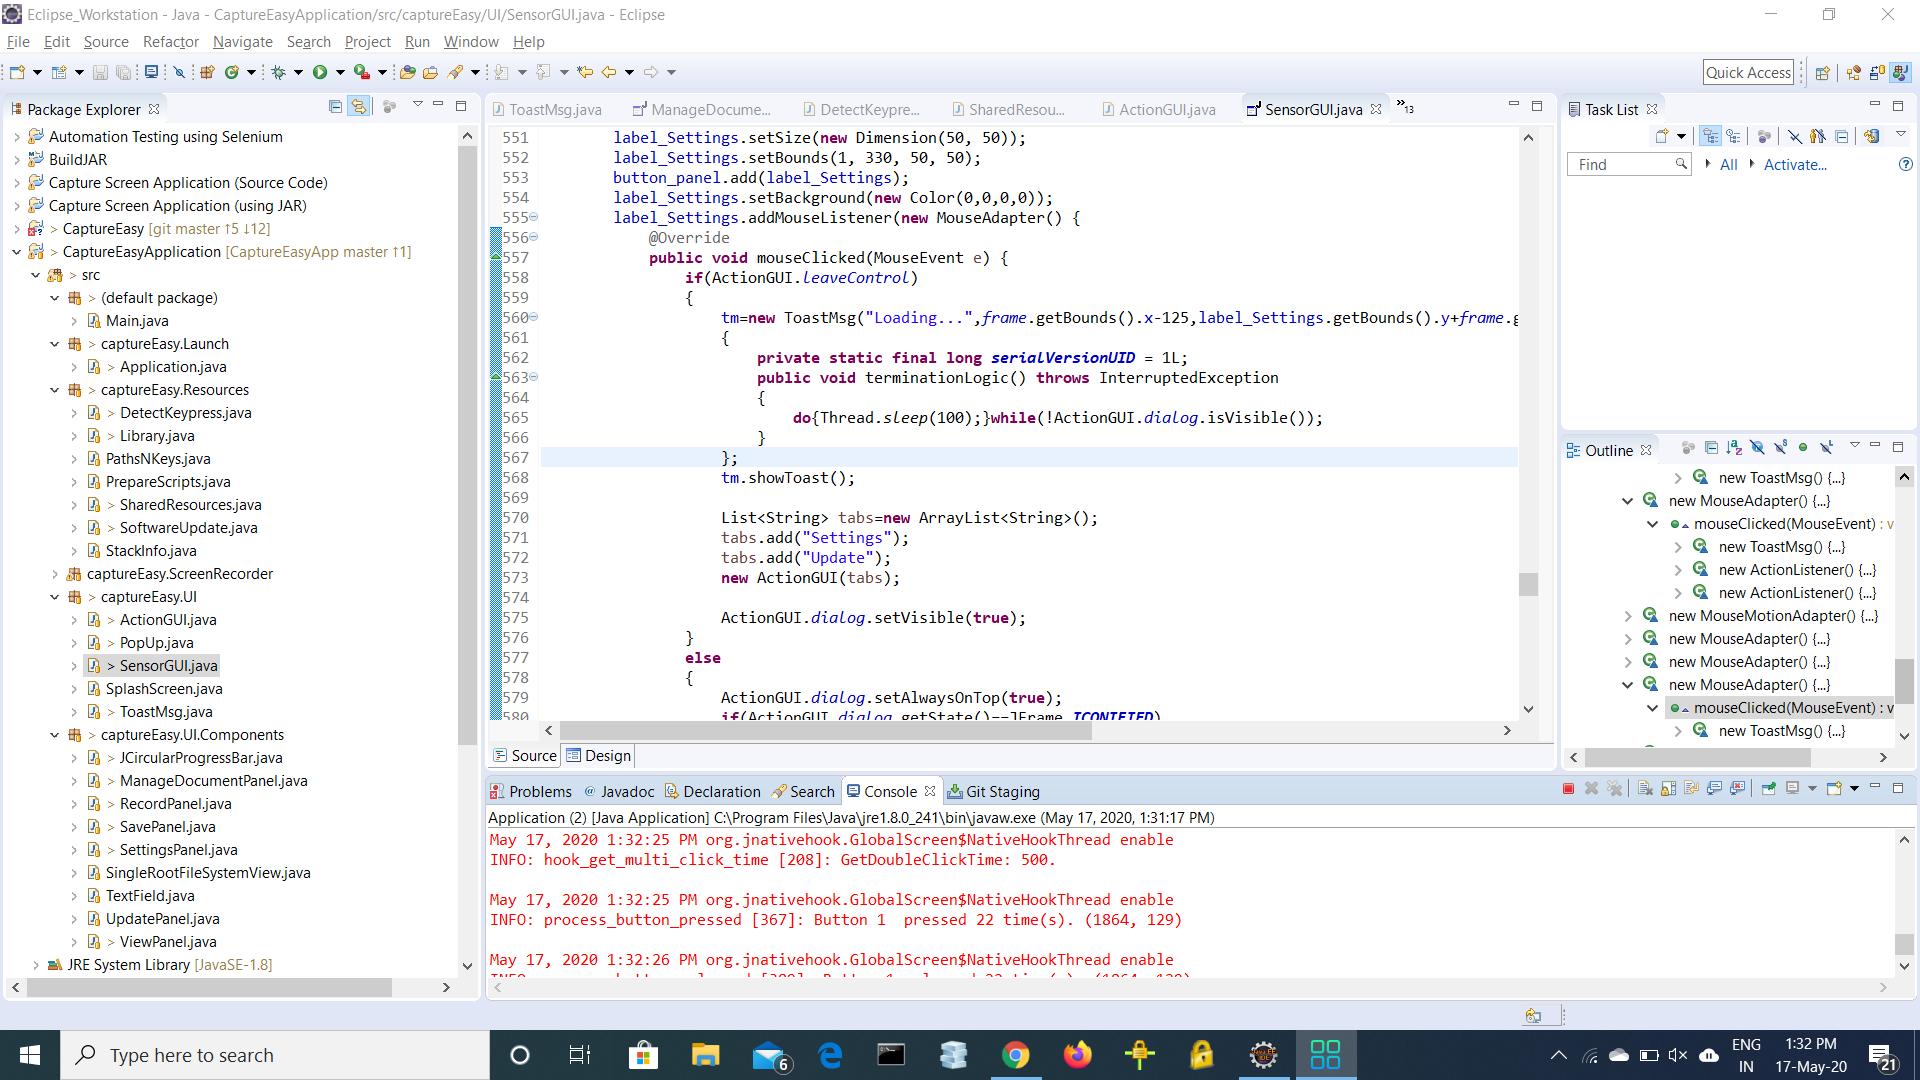 Eclipse_Workstation - Java - CaptureEasyApplication/src/captureEasy/UI/SensorGUI.java - Eclipse
File Edit Source Refactor Navigate Search Project Run Window Help
Quick Access
Package Explorer
Automation Testing using Selenium
BuildJAR
Capture Screen Application (Source Code)
Capture Screen Application (using JAR)
> CaptureEasy [git master ↑5 ↓12]
> CaptureEasyApplication [CaptureEasyApp master ↑1]
> src
> (default package)
> Main.java
> captureEasy.Launch
> Application.java
> captureEasy.Resources
> DetectKeypress.java
> Library.java
PathsNKeys.java
PrepareScripts.java
> SharedResources.java
> SoftwareUpdate.java
StackInfo.java
captureEasy.ScreenRecorder
> captureEasy.UI
> ActionGUI.java
> PopUp.java
> SensorGUI.java
SplashScreen.java
> ToastMsg.java
> captureEasy.UI.Components
> JCircularProgressBar.java
> ManageDocumentPanel.java
> RecordPanel.java
> SavePanel.java
> SettingsPanel.java
SingleRootFileSystemView.java
TextField.java
UpdatePanel.java
> ViewPanel.java
JRE System Library [JavaSE-1.8]
ToastMsg.java ManageDocume... DetectKeypre... SharedResou... ActionGUI.java SensorGUI.java »13
551 label_Settings.setSize(new Dimension(50, 50));
552 label_Settings.setBounds(1, 330, 50, 50);
553 button_panel.add(label_Settings);
554 label_Settings.setBackground(new Color(0,0,0,0));
555 label_Settings.addMouseListener(new MouseAdapter() {
556 @Override
557 public void mouseClicked(MouseEvent e) {
558 if(ActionGUI.leaveControl)
559 {
560 tm=new ToastMsg("Loading...",frame.getBounds().x-125,label_Settings.getBounds().y+frame.g
561 {
562 private static final long serialVersionUID = 1L;
563 public void terminationLogic() throws InterruptedException
564 {
565 do{Thread.sleep(100);}while(!ActionGUI.dialog.isVisible());
566 }
567 };
568 tm.showToast();
569
570 List<String> tabs=new ArrayList<String>();
571 tabs.add("Settings");
572 tabs.add("Update");
573 new ActionGUI(tabs);
574
575 ActionGUI.dialog.setVisible(true);
576 }
577 else
578 {
579 ActionGUI.dialog.setAlwaysOnTop(true);
580 if(ActionGUI.dialog.getState()==JFrame.ICONIFIED)
Source Design
Task List
Find All Activate...
Outline
new ToastMsg() {...}
new MouseAdapter() {...}
mouseClicked(MouseEvent) : v
new ToastMsg() {...}
new ActionListener() {...}
new ActionListener() {...}
new MouseMotionAdapter() {...}
new MouseAdapter() {...}
new MouseAdapter() {...}
new MouseAdapter() {...}
mouseClicked(MouseEvent) : v
new ToastMsg() {...}
Problems @ Javadoc Declaration Search Console Git Staging
Application (2) [Java Application] C:\Program Files\Java\jre1.8.0_241\bin\javaw.exe (May 17, 2020, 1:31:17 PM)
May 17, 2020 1:32:25 PM org.jnativehook.GlobalScreen$NativeHookThread enable
INFO: hook_get_multi_click_time [208]: GetDoubleClickTime: 500.
May 17, 2020 1:32:25 PM org.jnativehook.GlobalScreen$NativeHookThread enable
INFO: process_button_pressed [367]: Button 1  pressed 22 time(s). (1864, 129)
May 17, 2020 1:32:26 PM org.jnativehook.GlobalScreen$NativeHookThread enable
Type here to search
6
ENG
IN
1:32 PM
17-May-20
21